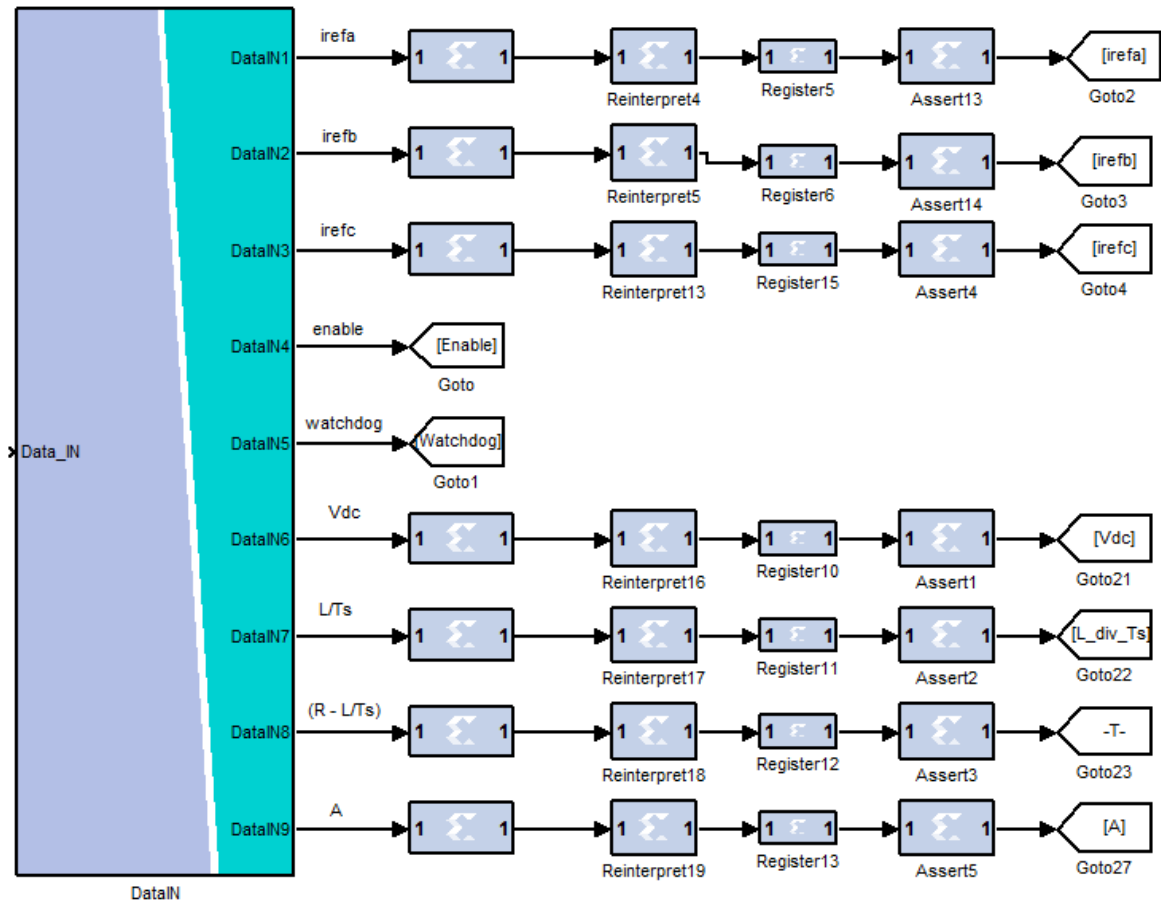 irefa
DataIN1 1 1 1 1 1 1 1 1 [irefa]
Reinterpret4 Register5 Assert13 Goto2
irefb
DataIN2 1 1 1 1 1 1 1 1 [irefb]
Reinterpret5 Register6 Assert14 Goto3
irefc
DataIN3 1 1 1 1 1 1 1 1 [irefc]
Reinterpret13 Register15 Assert4 Goto4
enable
DataIN4 [Enable]
Goto
watchdog
DataIN5 [Watchdog]
Data_IN
Goto1
Vdc
DataIN6 1 1 1 1 1 1 1 1 [Vdc]
Reinterpret16 Register10 Assert1 Goto21
L/Ts
DataIN7 1 1 1 1 1 1 1 1 [L_div_Ts]
Reinterpret17 Register11 Assert2 Goto22
(R - L/Ts)
DataIN8 1 1 1 1 1 1 1 1 -T-
Reinterpret18 Register12 Assert3 Goto23
A
DataIN9 1 1 1 1 1 1 1 1 [A]
Reinterpret19 Register13 Assert5 Goto27
DataIN